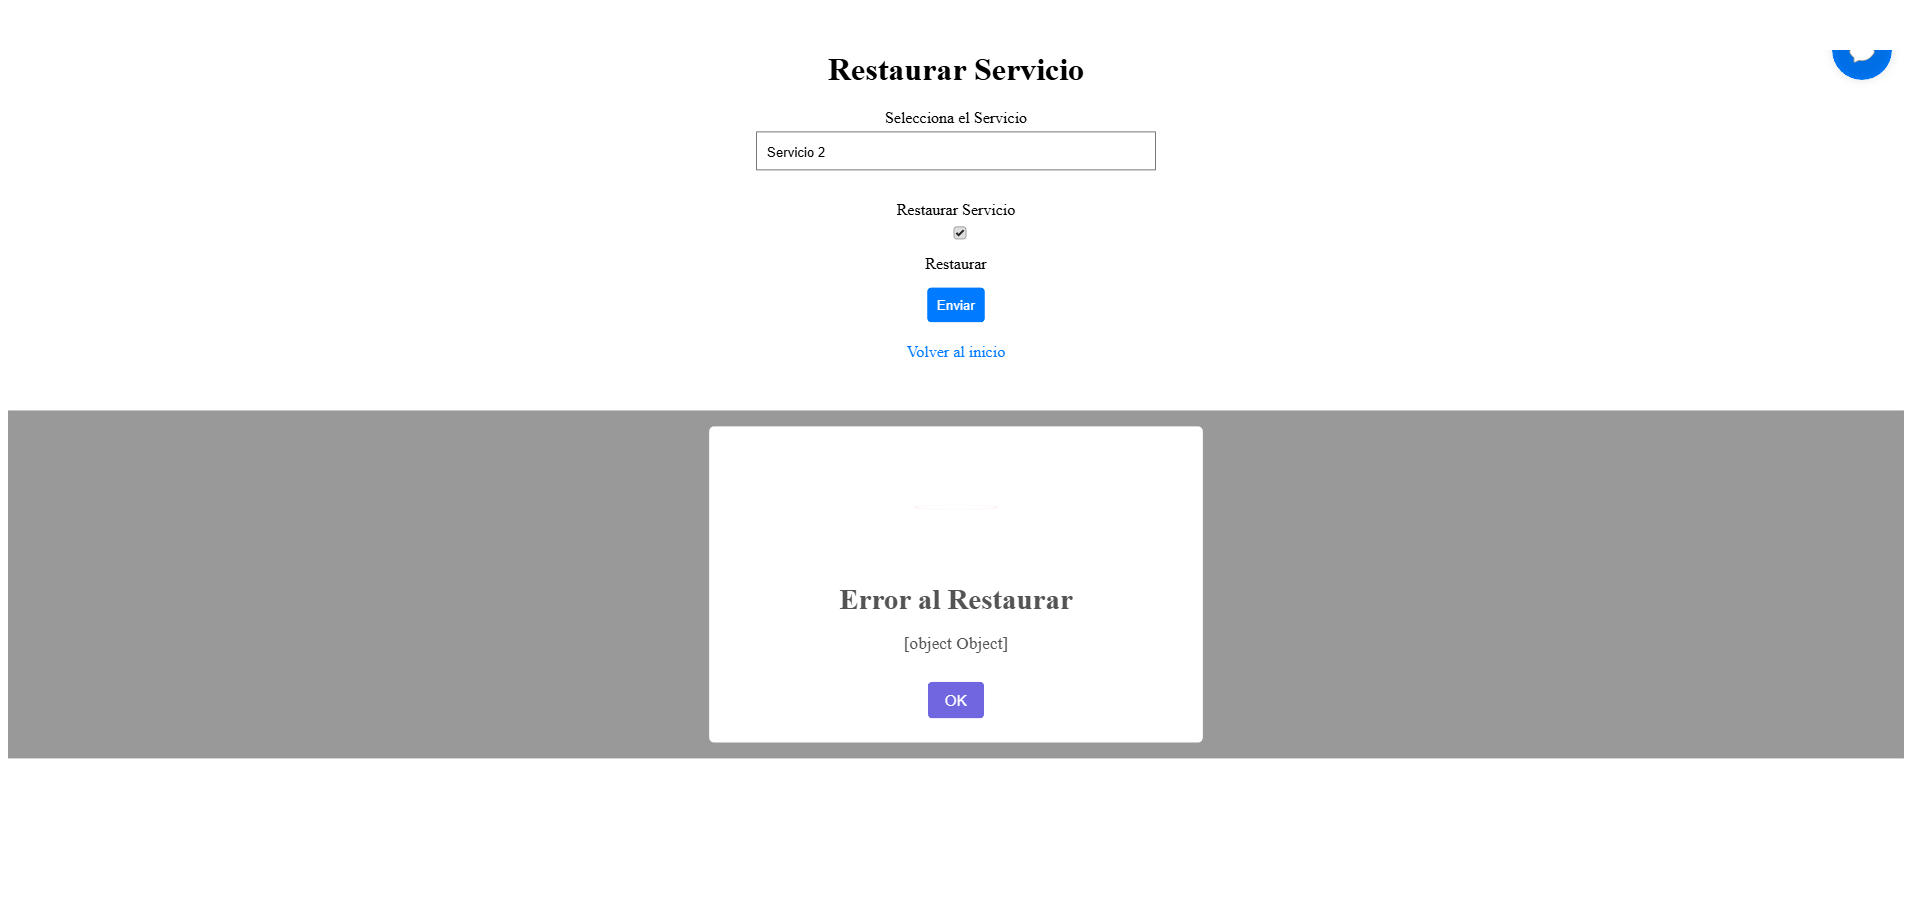 Restaurar Servicio
Selecciona el Servicio
Servicio 2
Restaurar Servicio
Restaurar
Enviar
Volver al inicio
Error al Restaurar
[object Object]
OK